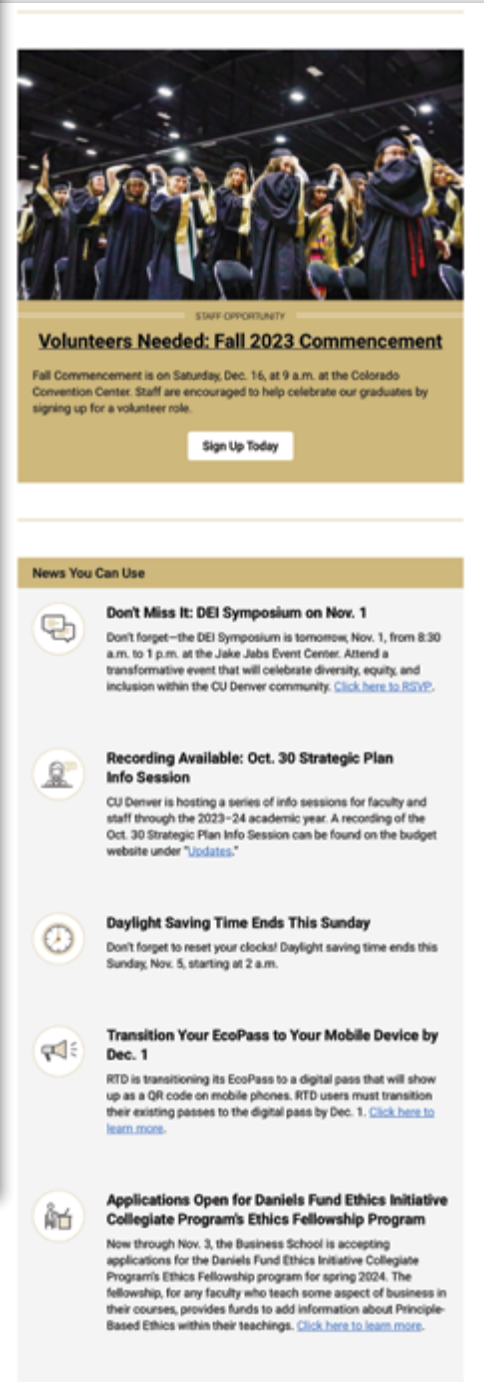 STAFF OPPORTUNITY
Volunteers Needed: Fall 2023 Commencement
Fall Commencement is on Saturday, Dec. 16, at 9 a.m. at the Colorado
Convention Center. Staff are encouraged to help celebrate our graduates by
signing up for a volunteer role.
Sign Up Today
News You Can Use
Don't Miss It: DEI Symposium on Nov. 1
Don't forget—the DEI Symposium is tomorrow, Nov. 1, from 8:30
a.m. to 1 p.m. at the Jake Jabs Event Center. Attend a
transformative event that will celebrate diversity, equity, and
inclusion within the CU Denver community. Click here to RSVP.
Recording Available: Oct. 30 Strategic Plan
Info Session
CU Denver is hosting a series of info sessions for faculty and
staff through the 2023–24 academic year. A recording of the
Oct. 30 Strategic Plan Info Session can be found on the budget
website under "Updates."
Daylight Saving Time Ends This Sunday
Don't forget to reset your clocks! Daylight saving time ends this
Sunday, Nov. 5, starting at 2 a.m.
Transition Your EcoPass to Your Mobile Device by
Dec. 1
RTD is transitioning its EcoPass to a digital pass that will show
up as a QR code on mobile phones. RTD users must transition
their existing passes to the digital pass by Dec. 1. Click here to
learn more.
Applications Open for Daniels Fund Ethics Initiative
Collegiate Program's Ethics Fellowship Program
Now through Nov. 3, the Business School is accepting
applications for the Daniels Fund Ethics Initiative Collegiate
Program's Ethics Fellowship program for spring 2024. The
fellowship, for any faculty who teach some aspect of business in
their courses, provides funds to add information about Principle-
Based Ethics within their teachings. Click here to learn more.